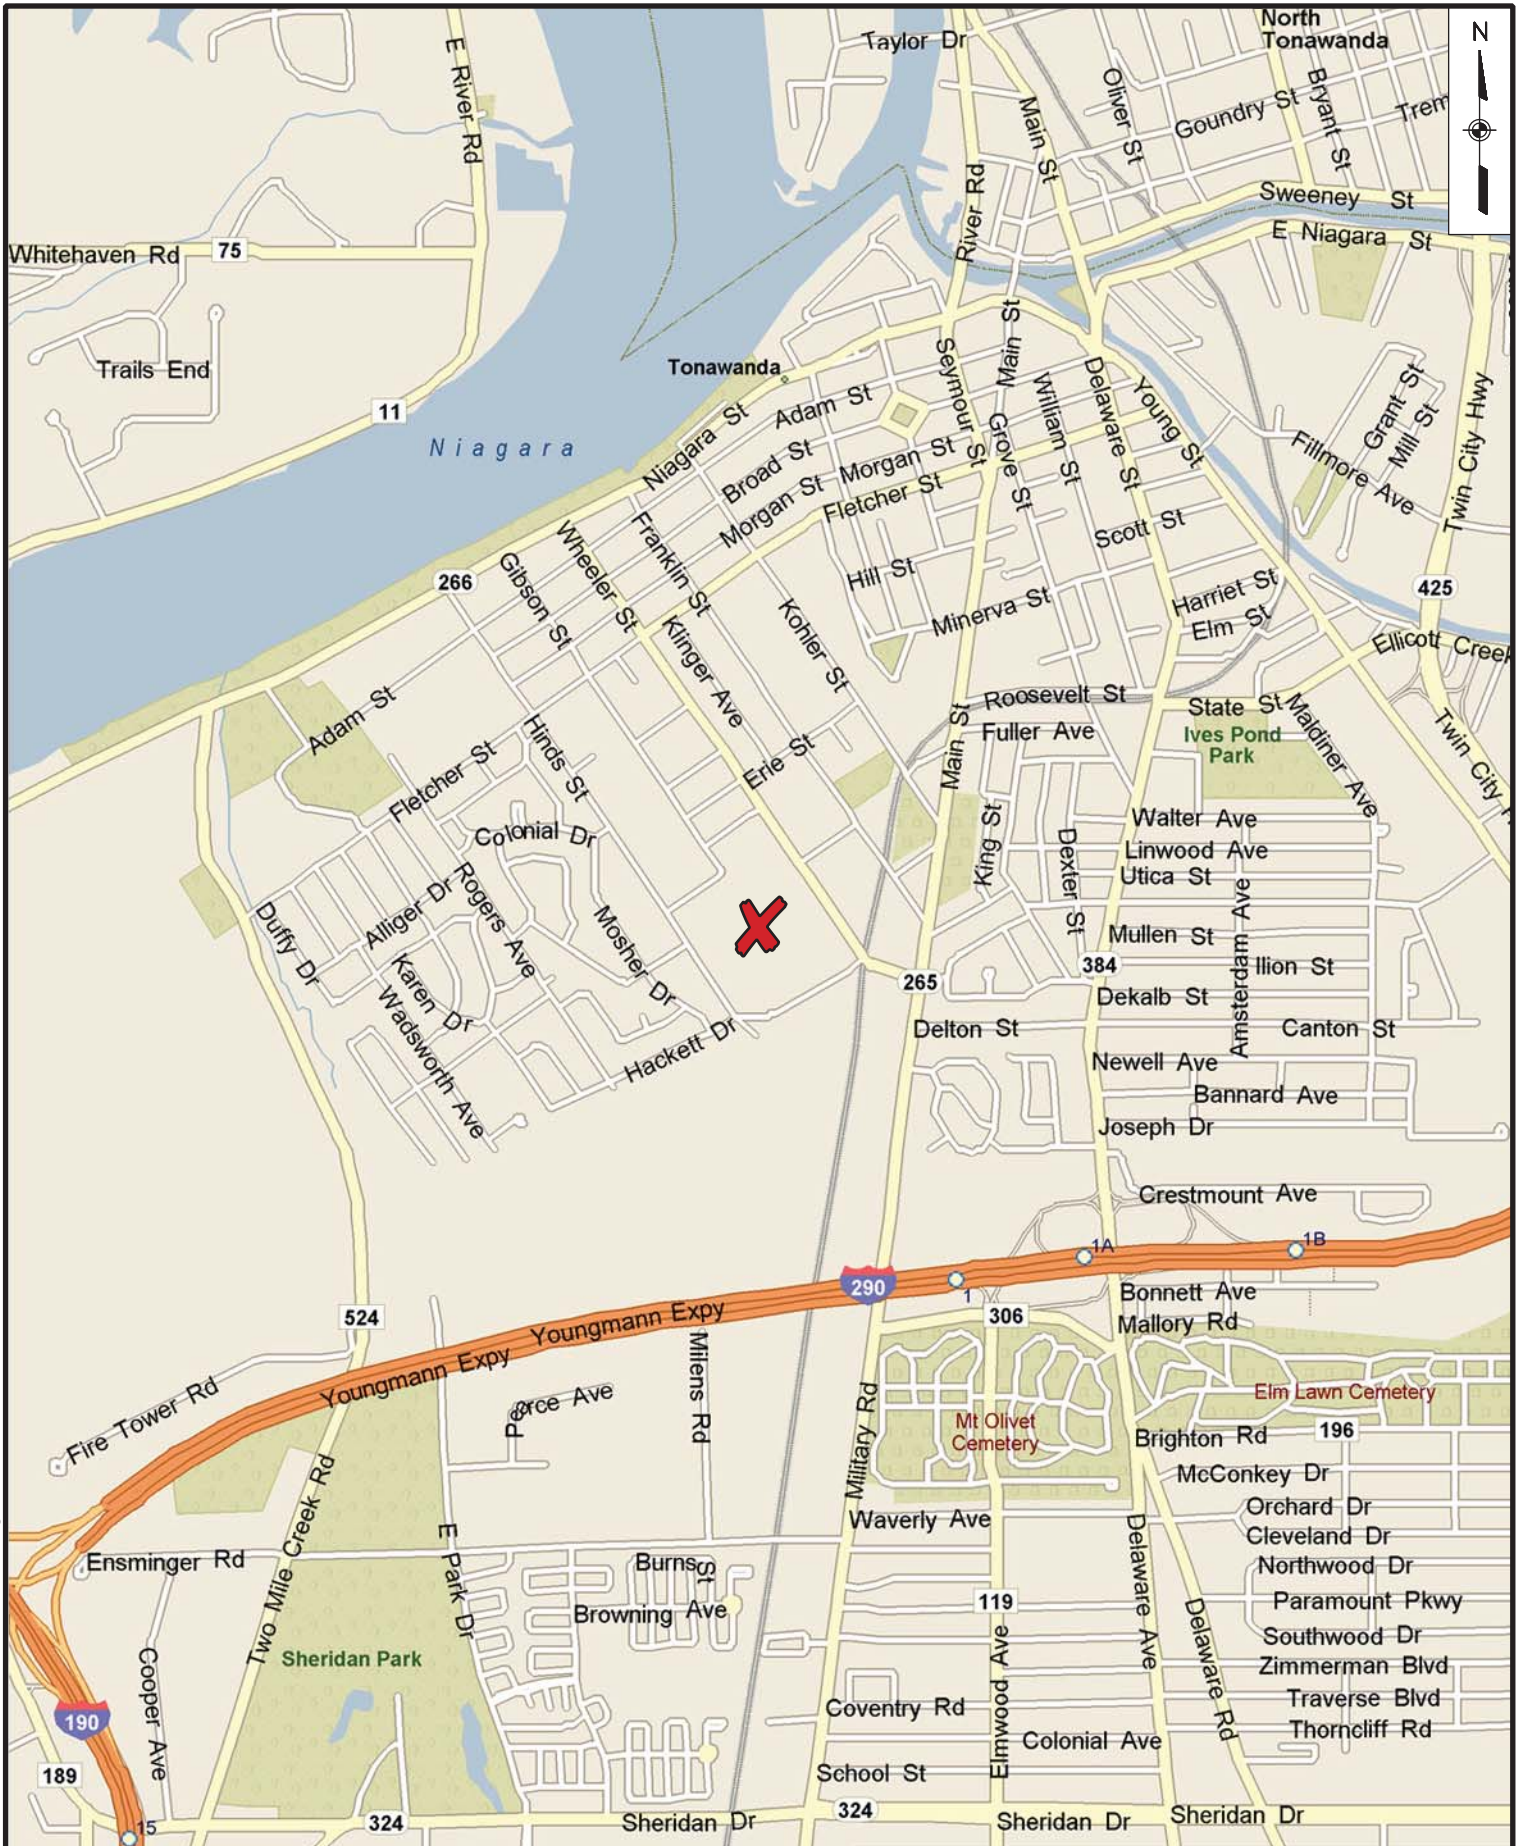 North
Tonawanda
N
Taylor Dr
E River Rd
Main St
Oliver St
Goundry St
Bryant St
Trem
River Rd
Sweeney St
E Niagara St
Whitehaven Rd
75
Trails End
11
Niagara
Tonawanda
Niagara St
Adam St
Broad St
Morgan St
Morgan St
Fletcher St
Seymour St
Main St
Grove St
William St
Delaware St
Young St
Grant St
Mill St
Fillmore Ave
Twin City Hwy
425
Scott St
Harriet St
Elm St
Ellicott Creek
266
Gibson St
Wheeler St
Franklin St
Klinger Ave
Kohler St
Hill St
Minerva St
Roosevelt St
Fuller Ave
State St
Ives Pond
Park
Maldiner Ave
Twin City
Adam St
Fletcher St
Hinds St
Erie St
Main St
Colonial Dr
King St
Dexter St
Walter Ave
Linwood Ave
Utica St
Amsterdam Ave
Mullen St
Ilion St
384
Dekalb St
Canton St
Duffy Dr
Alliger Dr
Rogers Ave
Mosher Dr
Karen Dr
Wadsworth Ave
Hackett Dr
265
Delton St
Newell Ave
Bannard Ave
Joseph Dr
Crestmount Ave
1A
1B
290
1
524
Youngmann Expy
Youngmann Expy
306
Bonnett Ave
Mallory Rd
Fire Tower Rd
Milens Rd
Military Rd
Mt Olivet
Cemetery
Elm Lawn Cemetery
Brighton Rd
196
McConkey Dr
Orchard Dr
Cleveland Dr
Northwood Dr
Waverly Ave
Ensminger Rd
Two Mile Creek Rd
E Park Dr
Burns St
Browning Ave
119
Delaware Ave
Delaware Rd
Paramount Pkwy
Southwood Dr
Zimmerman Blvd
Traverse Blvd
Thorncliff Rd
Sheridan Park
Cooper Ave
190
189
15
Coventry Rd
Elmwood Ave
Colonial Ave
School St
324
Sheridan Dr
324
Sheridan Dr
Sheridan Dr